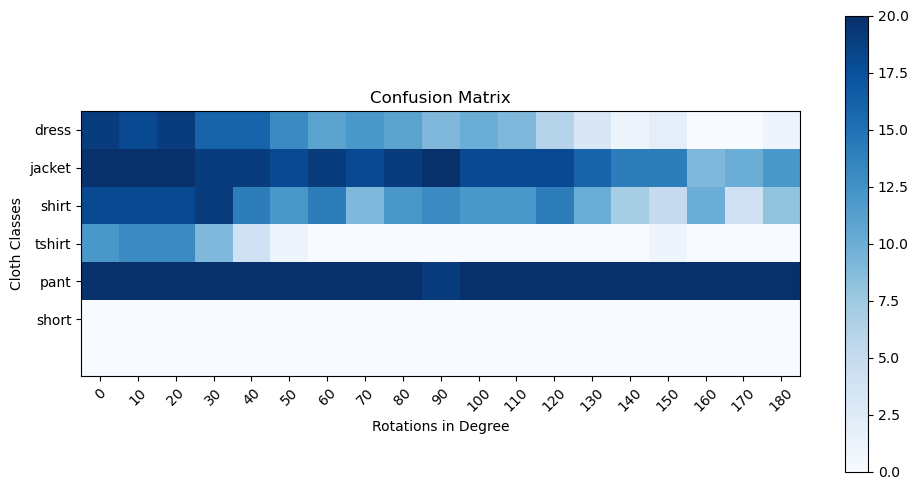 Confusion Matrix
Cloth Classes
dress
jacket
shirt
tshirt
pant
short
0 10 20 30 40 50 60 70 80 90 100 110 120 130 140 150 160 170 180
Rotations in Degree
20.0
17.5
15.0
12.5
10.0
7.5
5.0
2.5
0.0